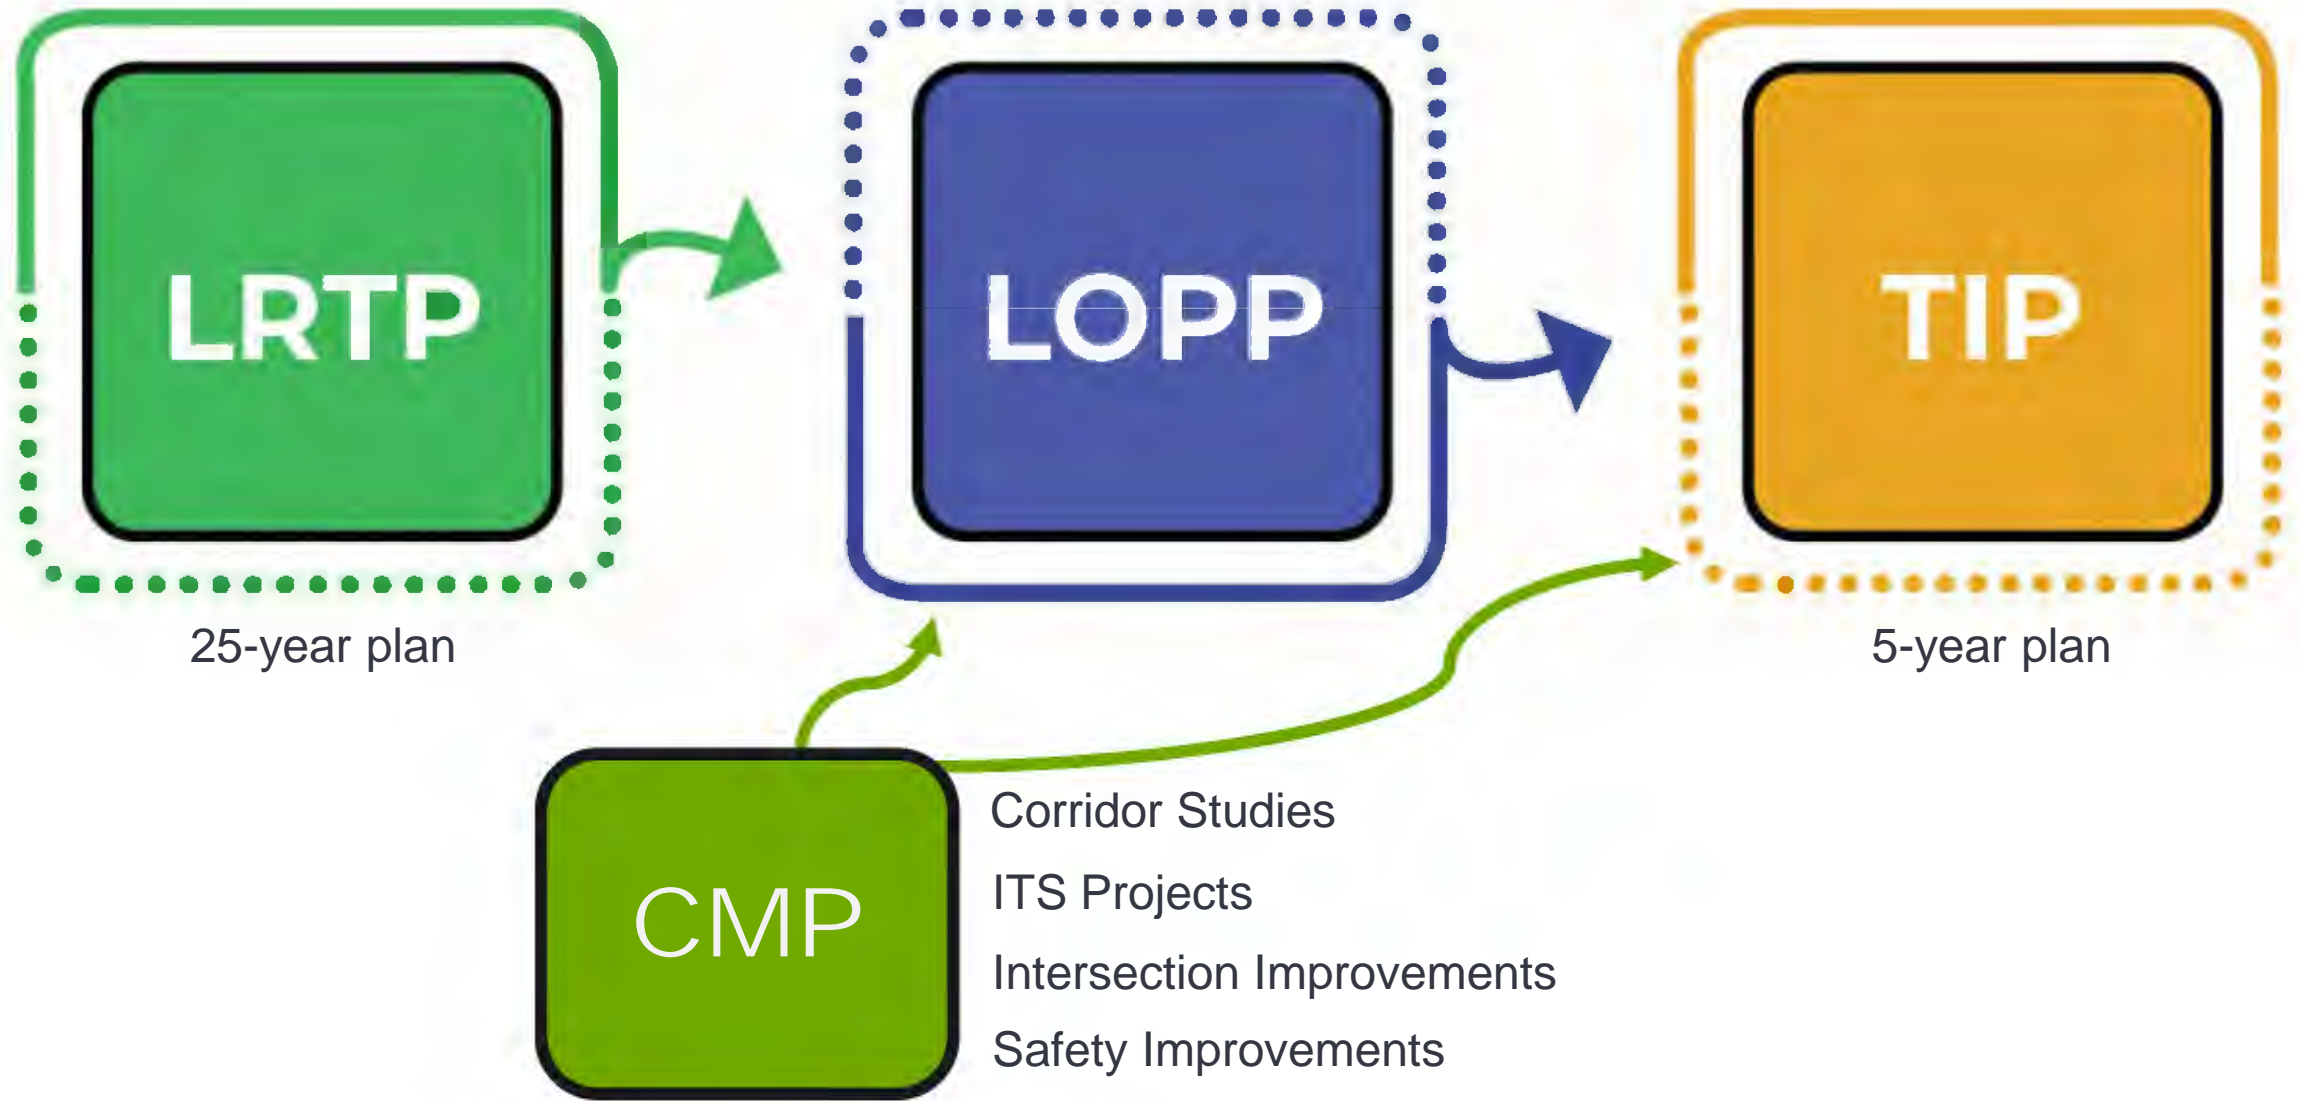 LRTP
LOPP
TIP
25-year plan
5-year plan
CMP
Corridor Studies
ITS Projects
Intersection Improvements
Safety Improvements